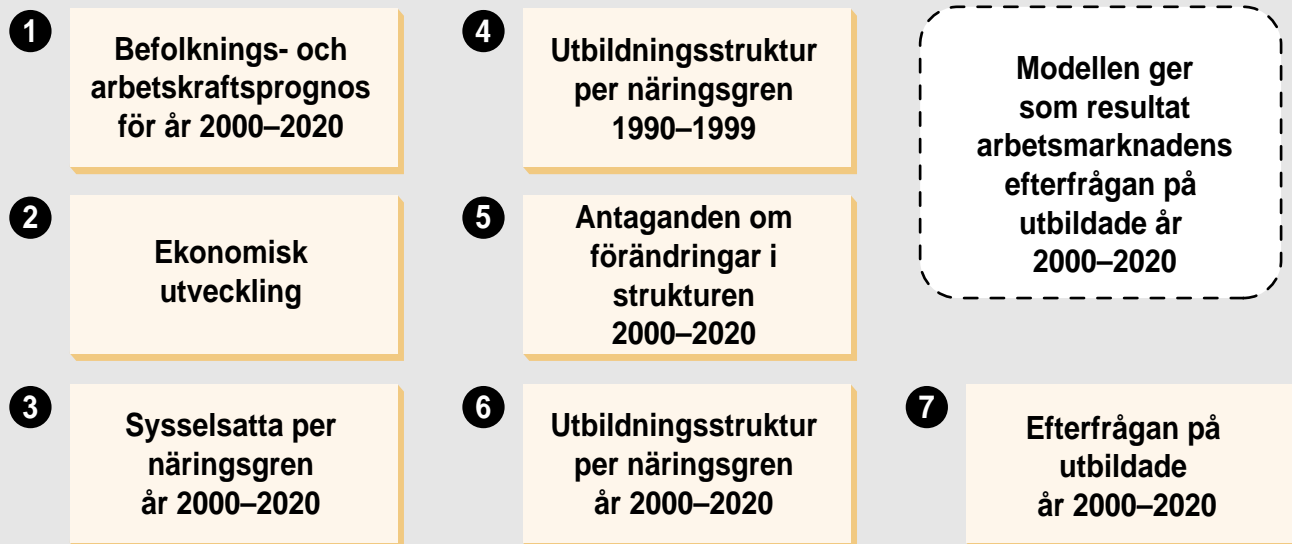 1
Befolknings- och
arbetskraftsprognos
för år 2000–2020
2
Ekonomisk
utveckling
3
Sysselsatta per
näringsgren
år 2000–2020
4
Utbildningsstruktur
per näringsgren
1990–1999
5
Antaganden om
förändringar i
strukturen
2000–2020
6
Utbildningsstruktur
per näringsgren
år 2000–2020
Modellen ger
som resultat
arbetsmarknadens
efterfrågan på
utbildade år
2000–2020
7
Efterfrågan på
utbildade
år 2000–2020